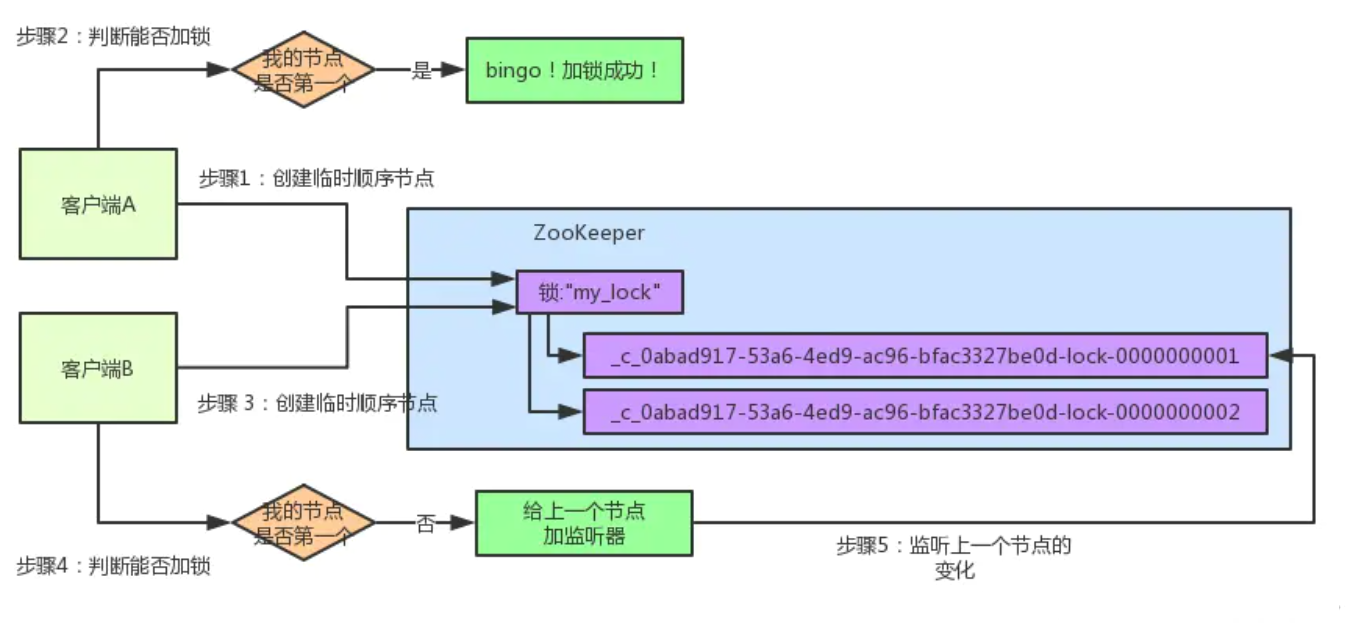 步骤2：判断能否加锁
我的节点
是否第一个
是
bingo！加锁成功！
客户端A
步骤1：创建临时顺序节点
ZooKeeper
锁:"my_lock"
_c_0abad917-53a6-4ed9-ac96-bfac3327be0d-lock-0000000001
客户端B
步骤 3：创建临时顺序节点
_c_0abad917-53a6-4ed9-ac96-bfac3327be0d-lock-0000000002
我的节点
是否第一个
否
给上一个节点
加监听器
步骤4：判断能否加锁
步骤5：监听上一个节点的
变化